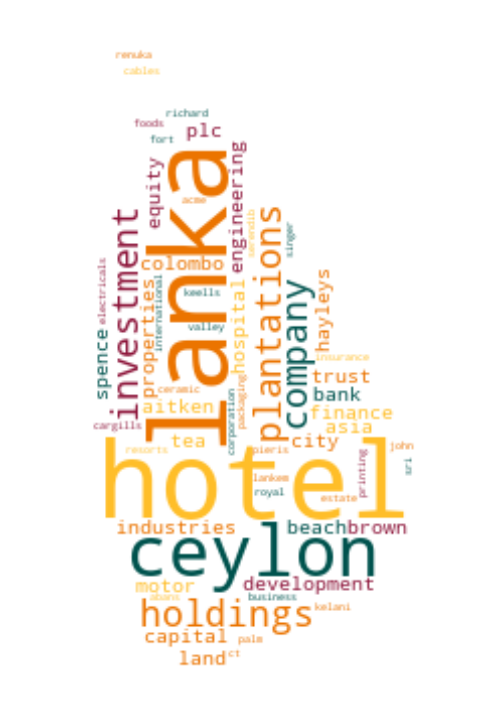 renuka
cables
richard
foods
plc
fort
lanka
equity
engineering
acme
investment
plantations
serendib
singer
colombo
electricals
properties
international
hospital
keells
company
hayleys
valley
spence
insurance
trust
ceramic
packaging
corporation
bank
aitken
finance
cargills
asia
tea
city
resorts
pieris
john
hotel
lankem
printing
sri
royal
estate
industries
beach
brown
ceylon
motor
development
abans
business
holdings
kelani
capital
palm
land
ct